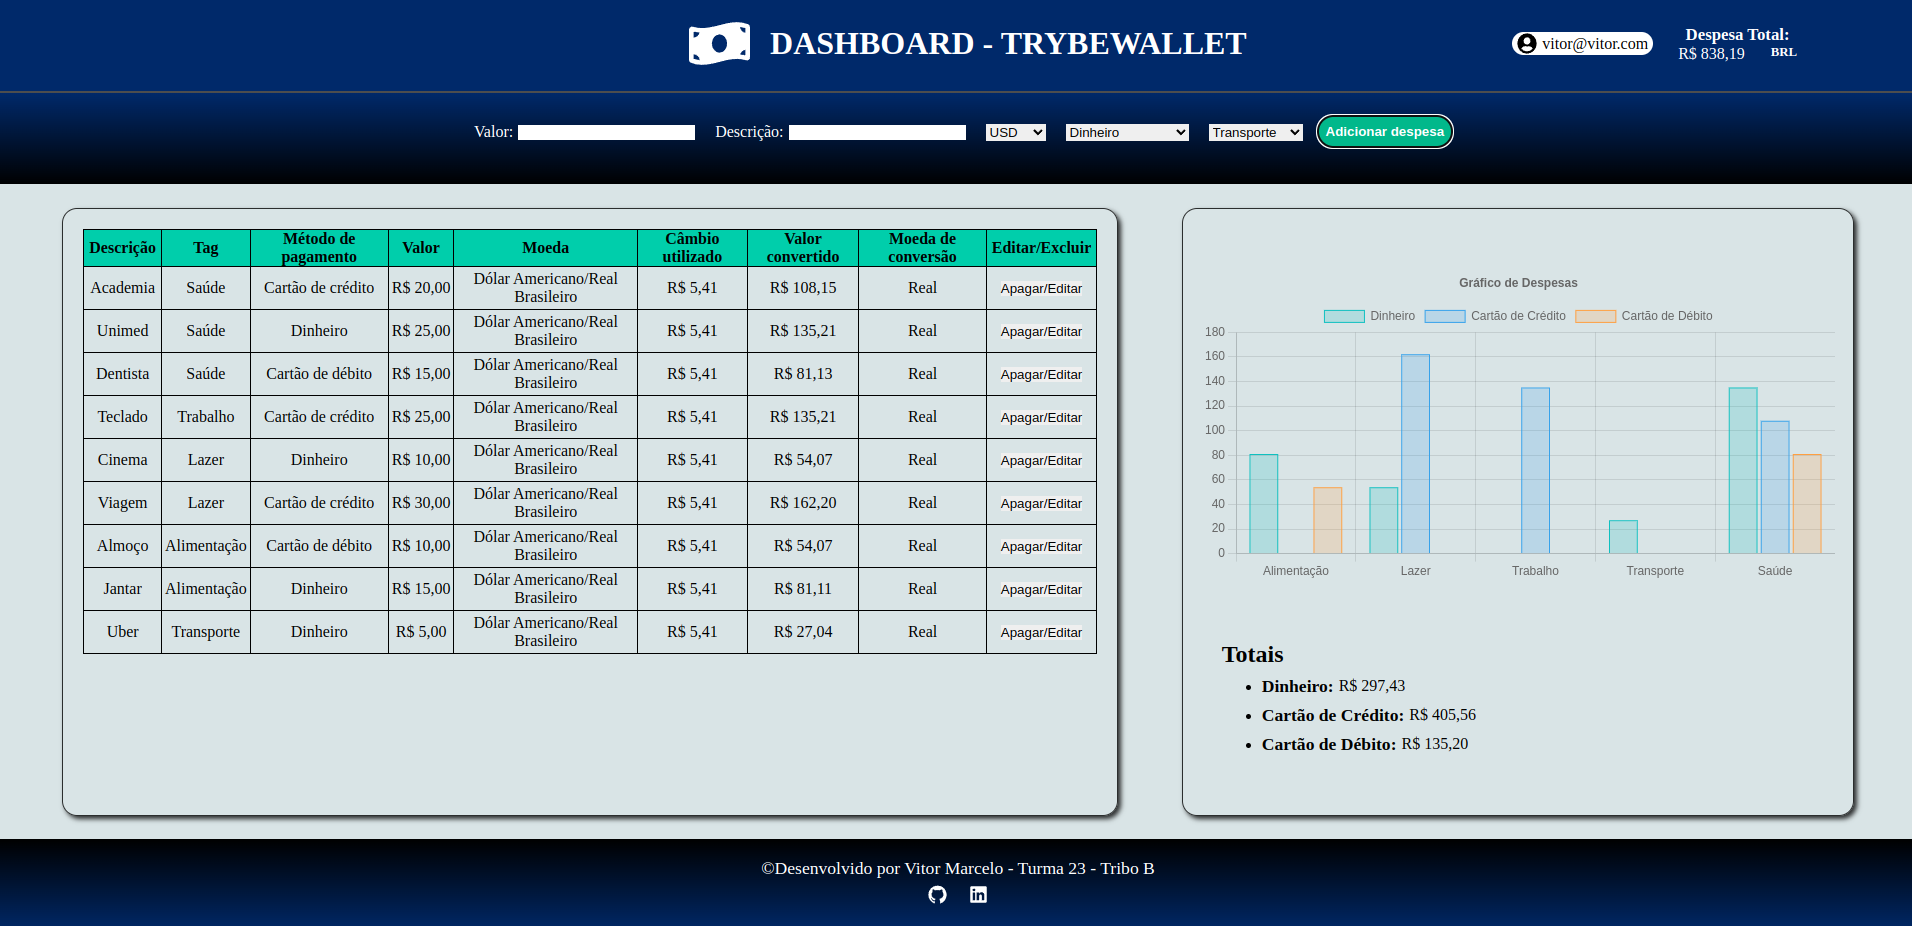 DASHBOARD - TRYBEWALLET
vitor@vitor.com
Despesa Total:
R$ 838,19 BRL
Valor: Descrição: USD Dinheiro Transporte Adicionar despesa
Descrição Tag Método de pagamento Valor Moeda Câmbio utilizado Valor convertido Moeda de conversão Editar/Excluir
Academia Saúde Cartão de crédito R$ 20,00 Dólar Americano/Real Brasileiro R$ 5,41 R$ 108,15 Real Apagar/Editar
Unimed Saúde Dinheiro R$ 25,00 Dólar Americano/Real Brasileiro R$ 5,41 R$ 135,21 Real Apagar/Editar
Dentista Saúde Cartão de débito R$ 15,00 Dólar Americano/Real Brasileiro R$ 5,41 R$ 81,13 Real Apagar/Editar
Teclado Trabalho Cartão de crédito R$ 25,00 Dólar Americano/Real Brasileiro R$ 5,41 R$ 135,21 Real Apagar/Editar
Cinema Lazer Dinheiro R$ 10,00 Dólar Americano/Real Brasileiro R$ 5,41 R$ 54,07 Real Apagar/Editar
Viagem Lazer Cartão de crédito R$ 30,00 Dólar Americano/Real Brasileiro R$ 5,41 R$ 162,20 Real Apagar/Editar
Almoço Alimentação Cartão de débito R$ 10,00 Dólar Americano/Real Brasileiro R$ 5,41 R$ 54,07 Real Apagar/Editar
Jantar Alimentação Dinheiro R$ 15,00 Dólar Americano/Real Brasileiro R$ 5,41 R$ 81,11 Real Apagar/Editar
Uber Transporte Dinheiro R$ 5,00 Dólar Americano/Real Brasileiro R$ 5,41 R$ 27,04 Real Apagar/Editar
Gráfico de Despesas
Dinheiro Cartão de Crédito Cartão de Débito
180
160
140
120
100
80
60
40
20
0
Alimentação Lazer Trabalho Transporte Saúde
Totais
• Dinheiro: R$ 297,43
• Cartão de Crédito: R$ 405,56
• Cartão de Débito: R$ 135,20
©Desenvolvido por Vitor Marcelo - Turma 23 - Tribo B